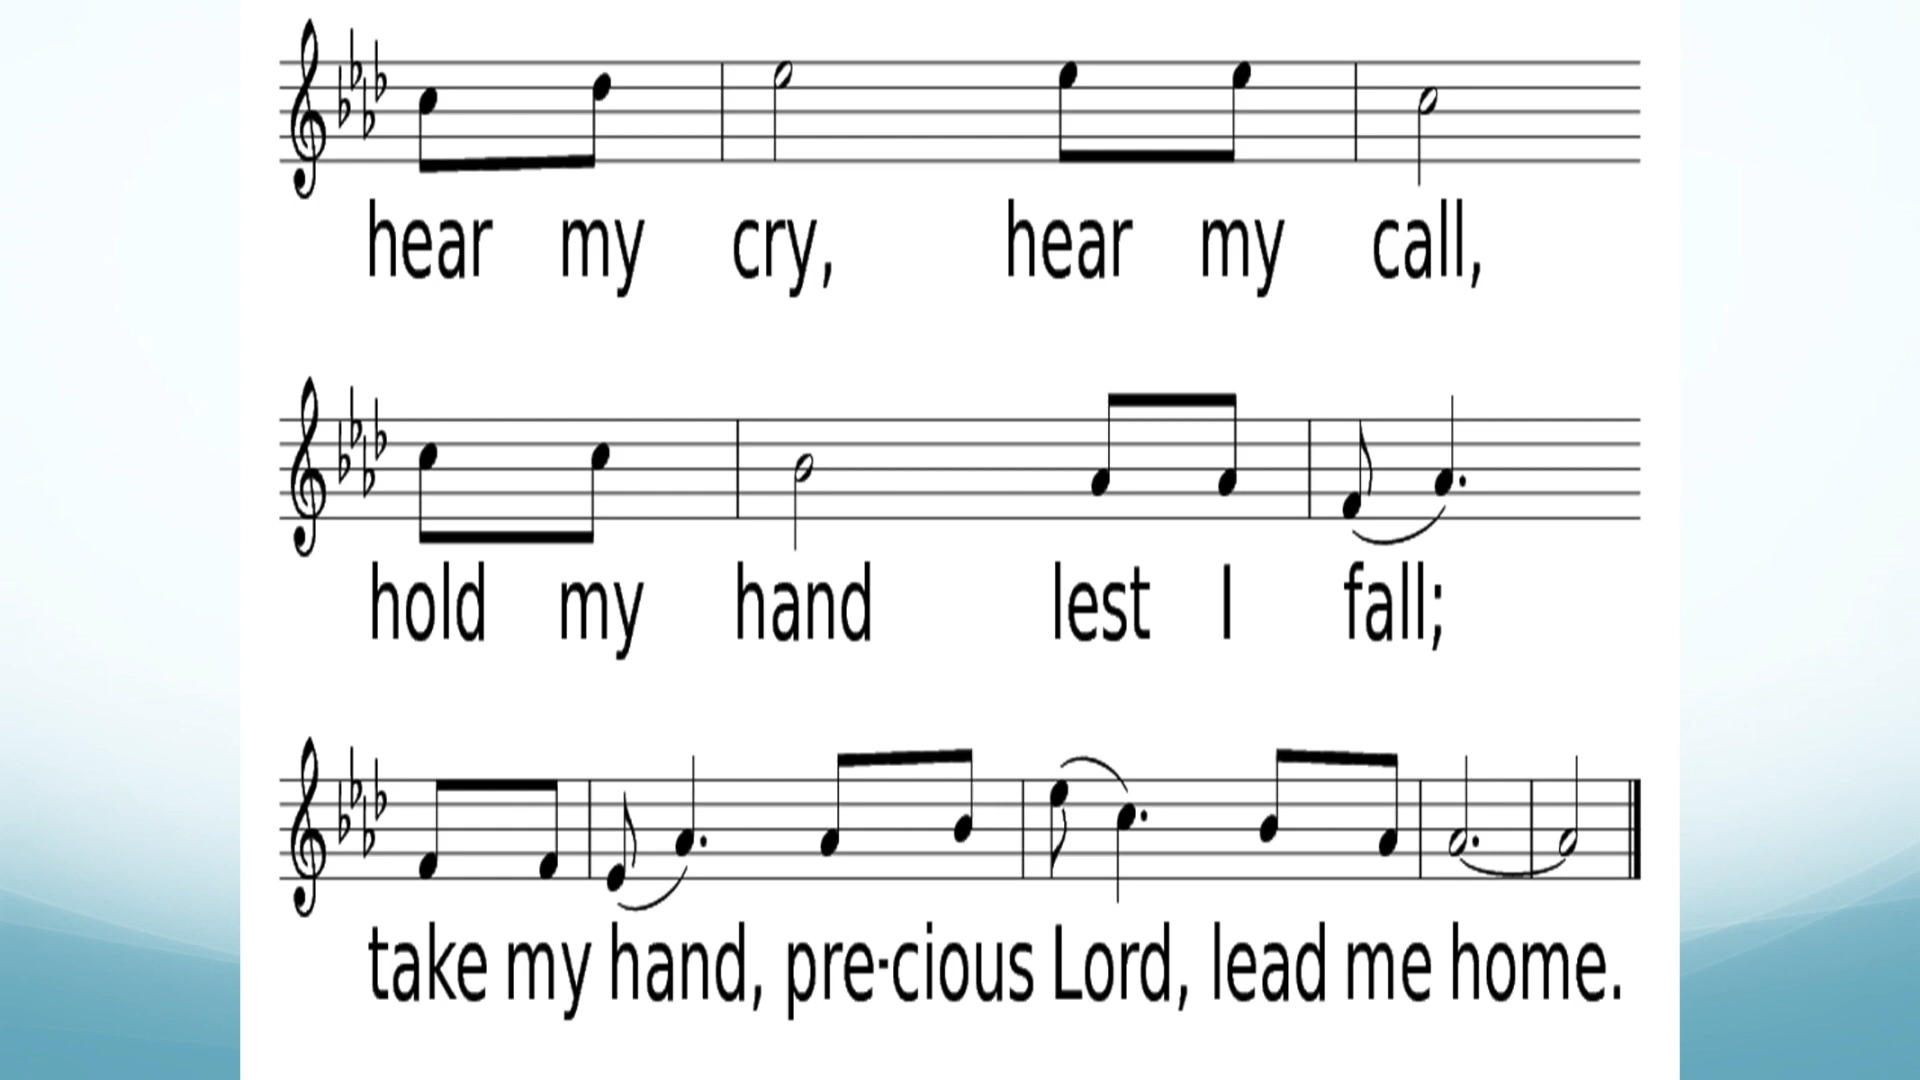 hear my cry, hear my call,
hold my hand lest I fall;
take my hand, pre-cious Lord, lead me home.